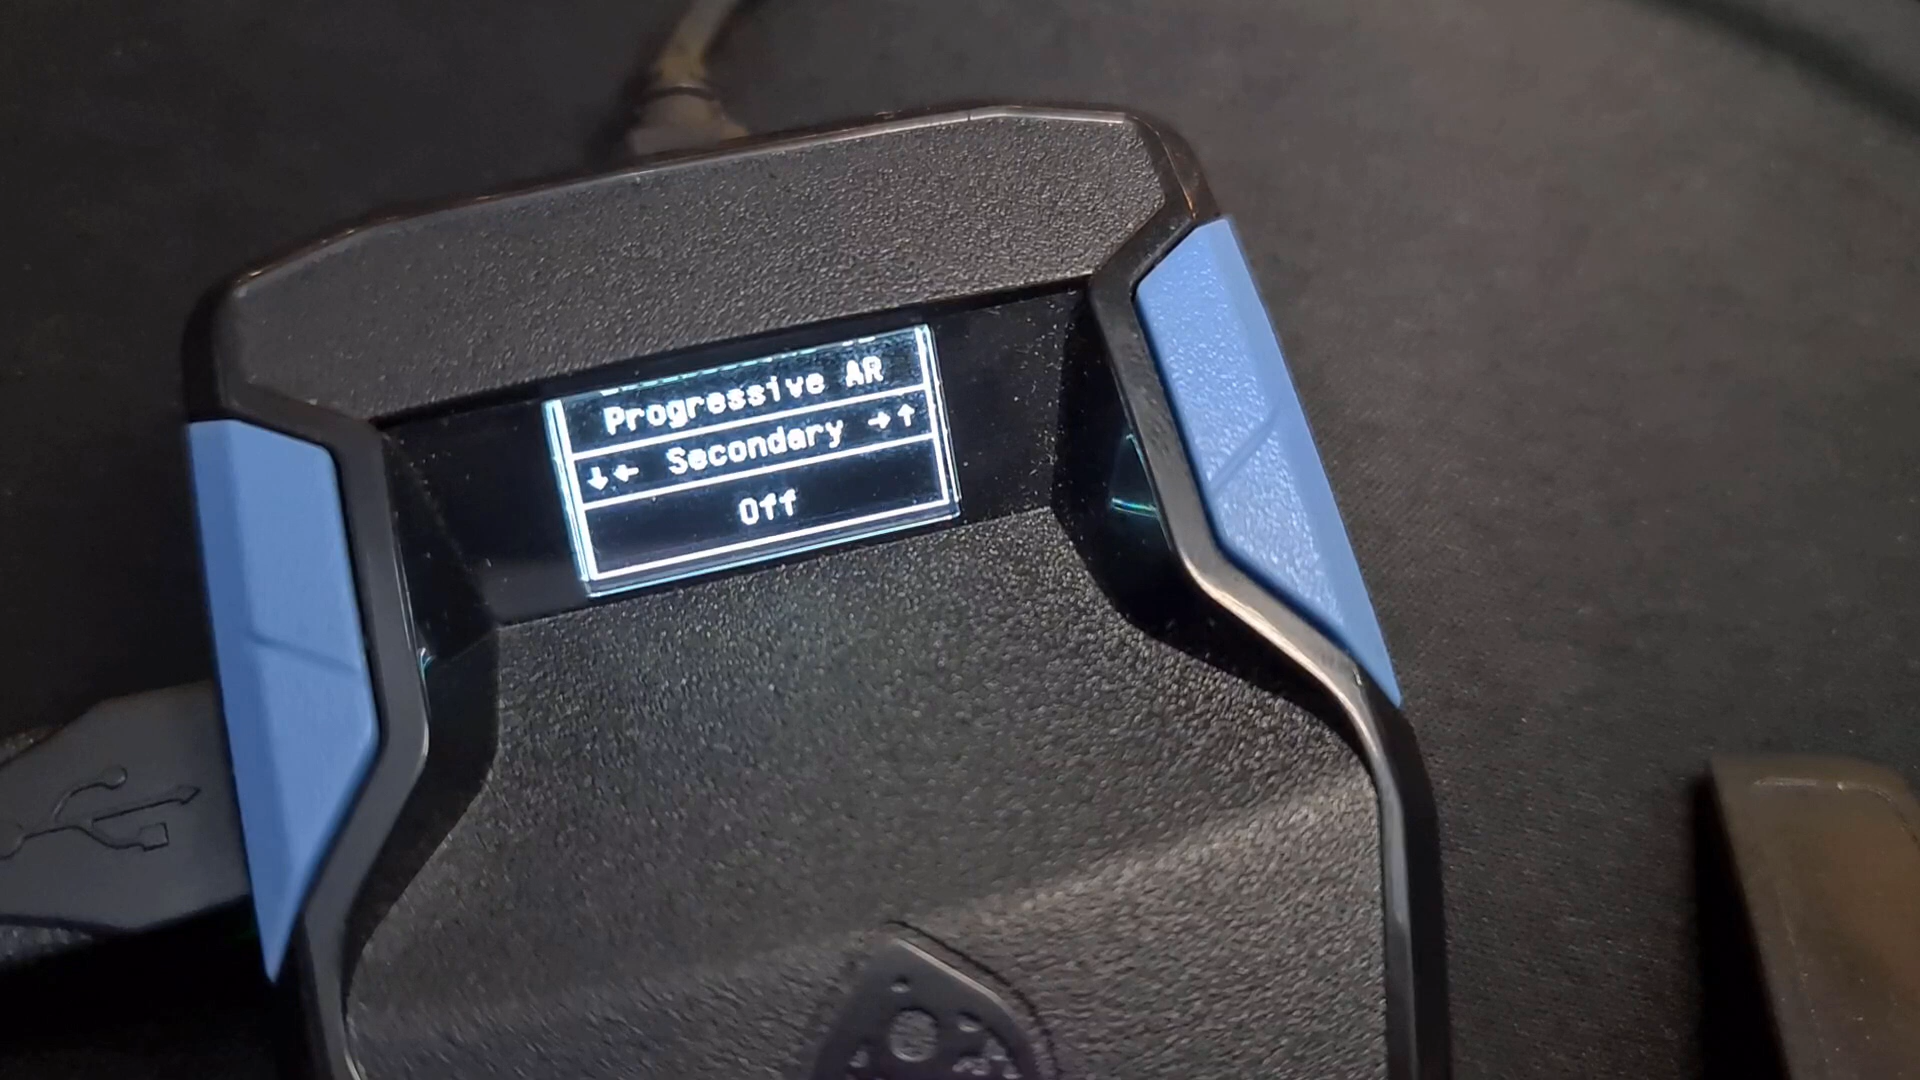 Progressive AR
↓← Secondary →↑
Off